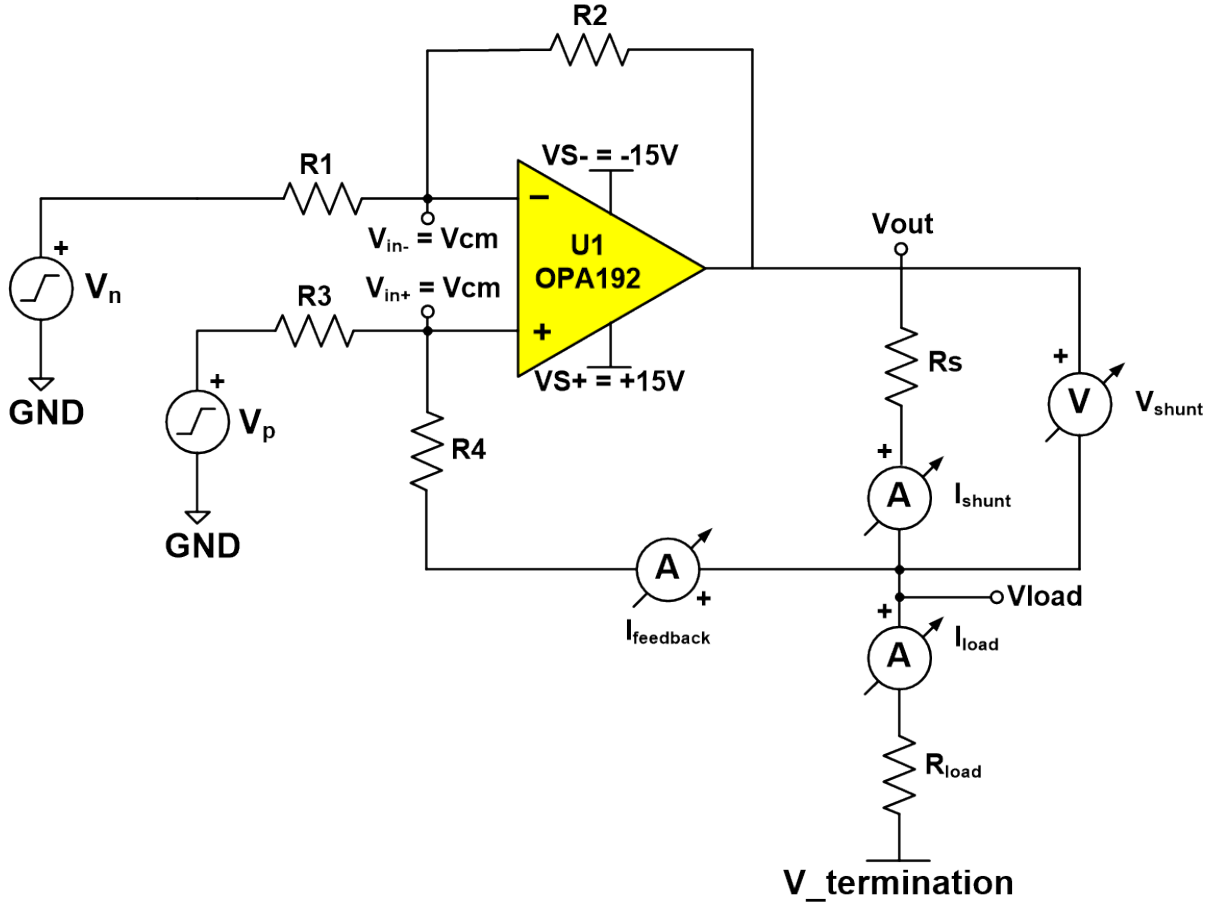 R2
VS- = -15V
R1
−
Vin- = Vcm
U1
OPA192
Vout
+
Vn
Vin+ = Vcm
R3
+
VS+ = +15V
+
Rs
V
Vshunt
GND
+
Vp
R4
+
A
Ishunt
GND
A
+
Ifeedback
Vload
+
A
Iload
Rload
V_termination